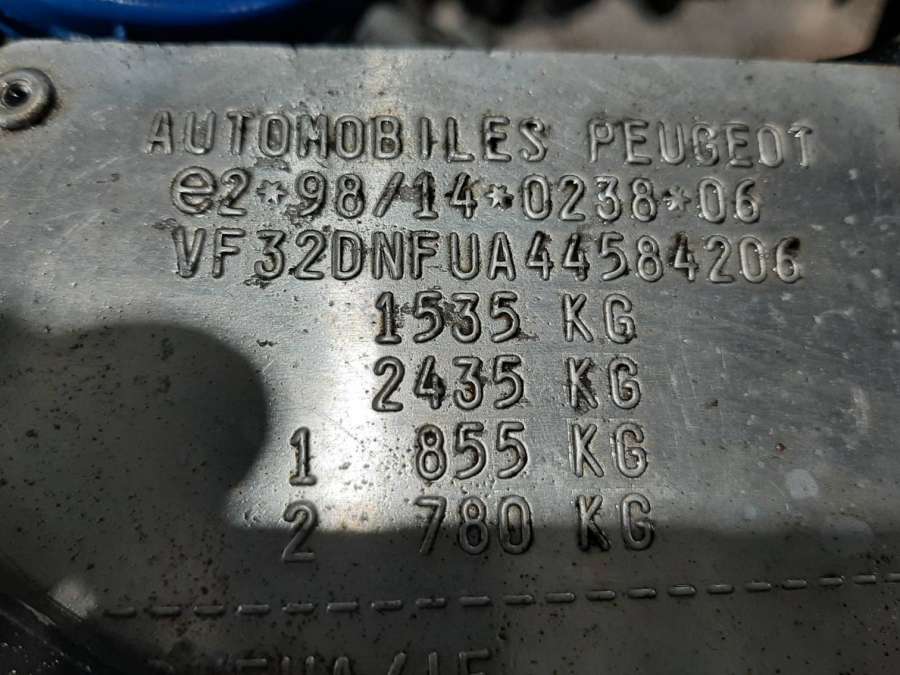 AUTOMOBILES PEUGEOT
e2*98/14*0238*06
VF32DNFUA44584206
1535 KG
2435 KG
1 855 KG
2 780 KG